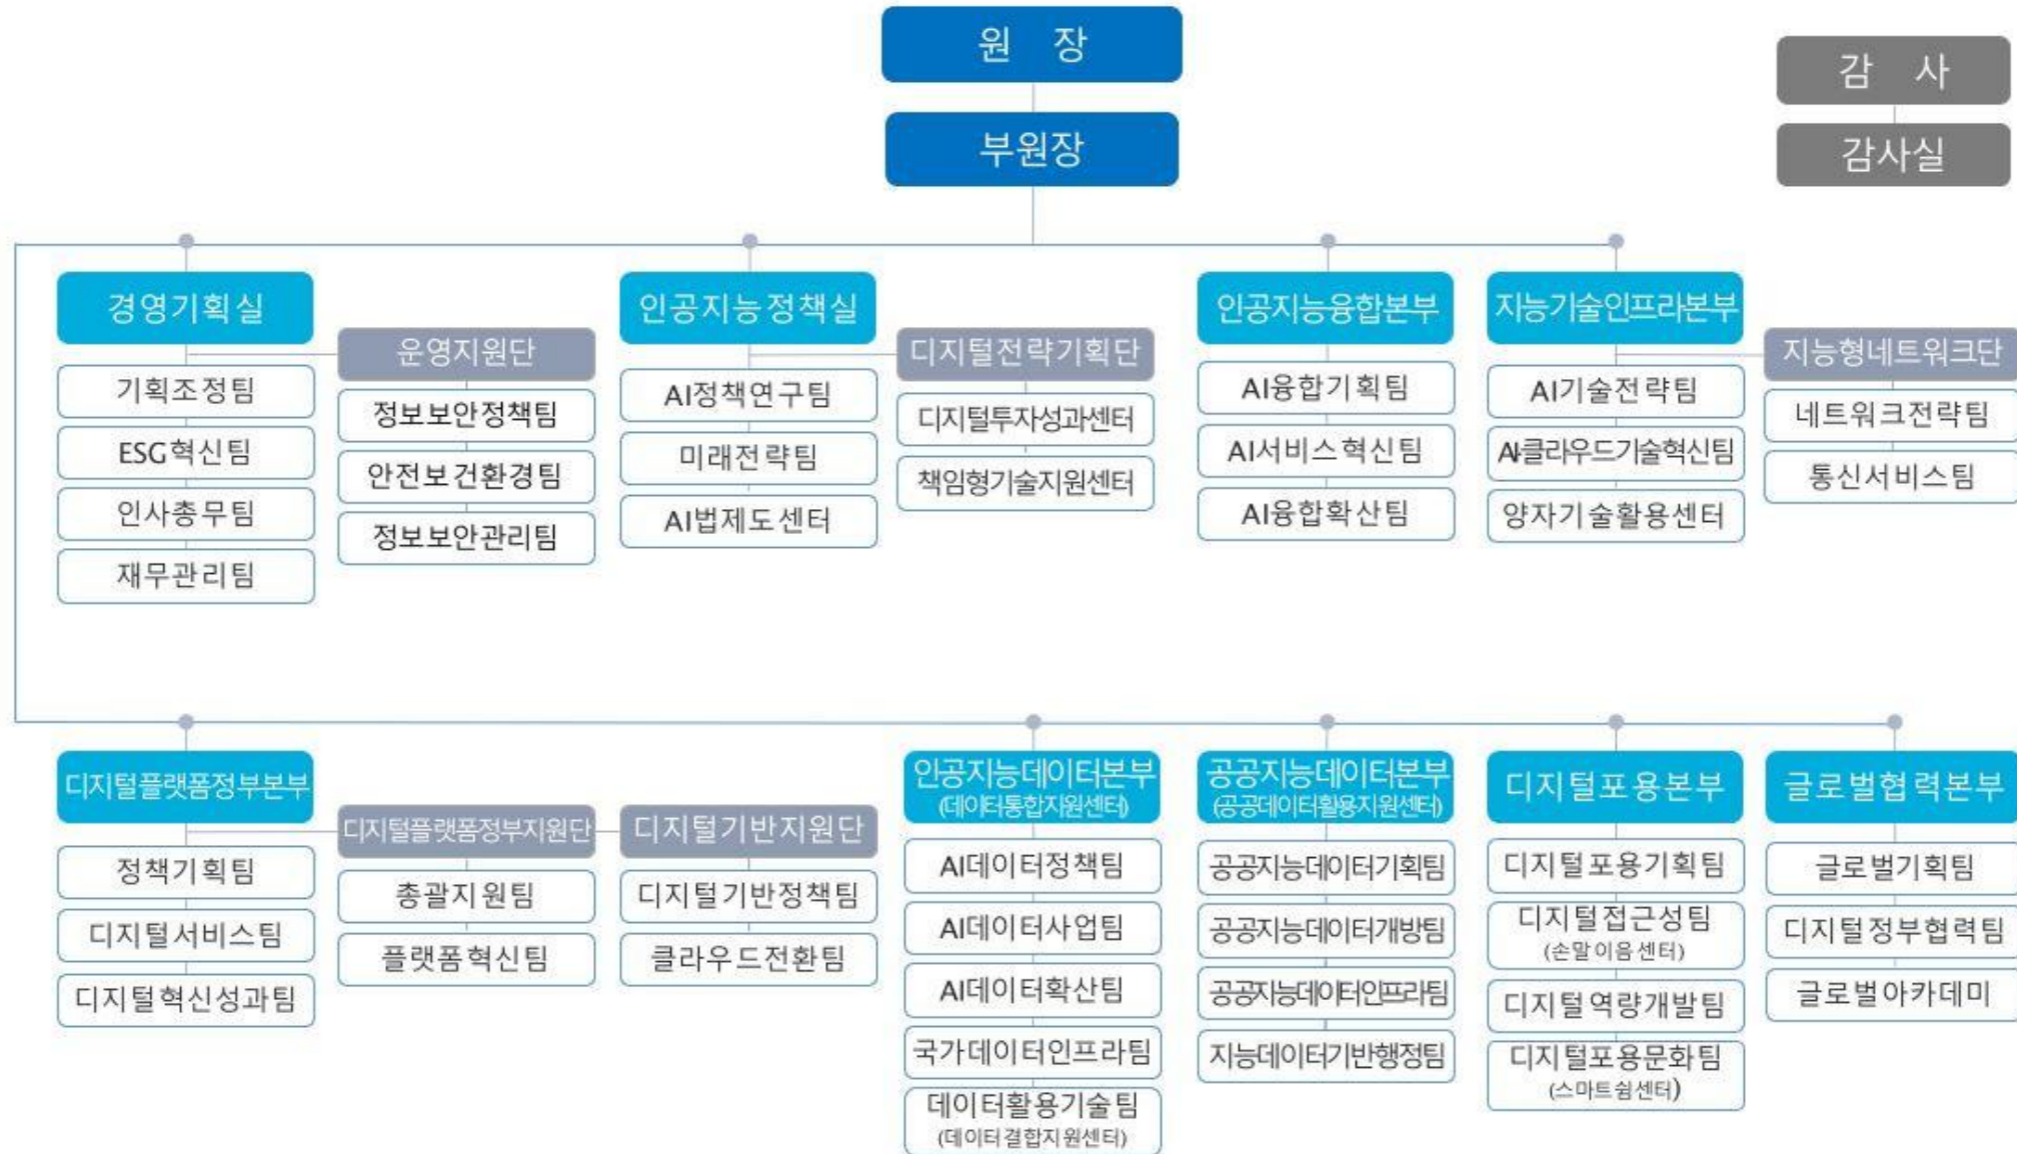 원 장
부원장
감 사
감사실
경영기획실
기획조정팀
ESG혁신팀
인사총무팀
재무관리팀
운영지원단
정보보안정책팀
안전보건환경팀
정보보안관리팀
인공지능정책실
AI정책연구팀
미래전략팀
AI법제도센터
디지털전략기획단
디지털투자성과센터
책임형기술지원센터
인공지능융합본부
AI융합기획팀
AI서비스혁신팀
AI융합확산팀
지능기술인프라본부
AI기술전략팀
AI·클라우드기술혁신팀
양자기술활용센터
지능형네트워크단
네트워크전략팀
통신서비스팀
디지털플랫폼정부본부
정책기획팀
디지털서비스팀
디지털혁신성과팀
디지털플랫폼정부지원단
총괄지원팀
플랫폼혁신팀
디지털기반지원단
디지털기반정책팀
클라우드전환팀
인공지능데이터본부
(데이터통합지원센터)
AI데이터정책팀
AI데이터사업팀
AI데이터확산팀
국가데이터인프라팀
데이터활용기술팀
(데이터결합지원센터)
공공지능데이터본부
(공공데이터활용지원센터)
공공지능데이터기획팀
공공지능데이터개방팀
공공지능데이터인프라팀
지능데이터기반행정팀
디지털포용본부
디지털포용기획팀
디지털접근성팀
(손말이음센터)
디지털역량개발팀
디지털포용문화팀
(스마트쉼센터)
글로벌협력본부
글로벌기획팀
디지털정부협력팀
글로벌아카데미